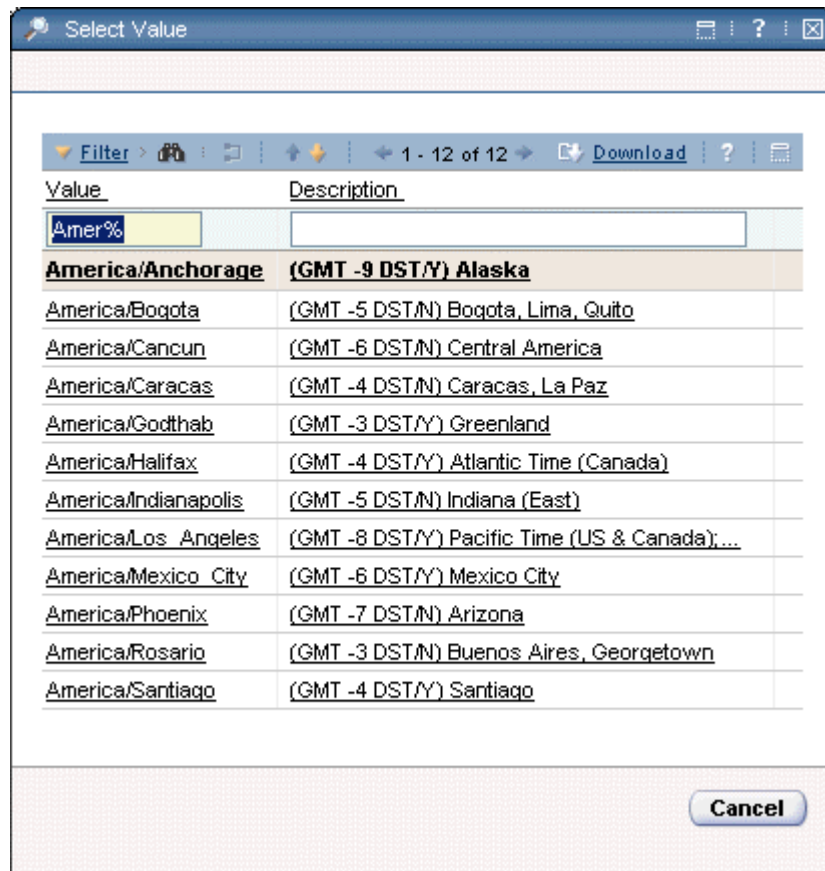 Select Value ?
Filter 1 - 12 of 12 Download ?
Value Description
Amer%
America/Anchorage (GMT -9 DST/Y) Alaska
America/Bogota (GMT -5 DST/N) Bogota, Lima, Quito
America/Cancun (GMT -6 DST/N) Central America
America/Caracas (GMT -4 DST/N) Caracas, La Paz
America/Godthab (GMT -3 DST/Y) Greenland
America/Halifax (GMT -4 DST/Y) Atlantic Time (Canada)
America/Indianapolis (GMT -5 DST/N) Indiana (East)
America/Los_Angeles (GMT -8 DST/Y) Pacific Time (US & Canada);...
America/Mexico_City (GMT -6 DST/Y) Mexico City
America/Phoenix (GMT -7 DST/N) Arizona
America/Rosario (GMT -3 DST/N) Buenos Aires, Georgetown
America/Santiago (GMT -4 DST/Y) Santiago
Cancel